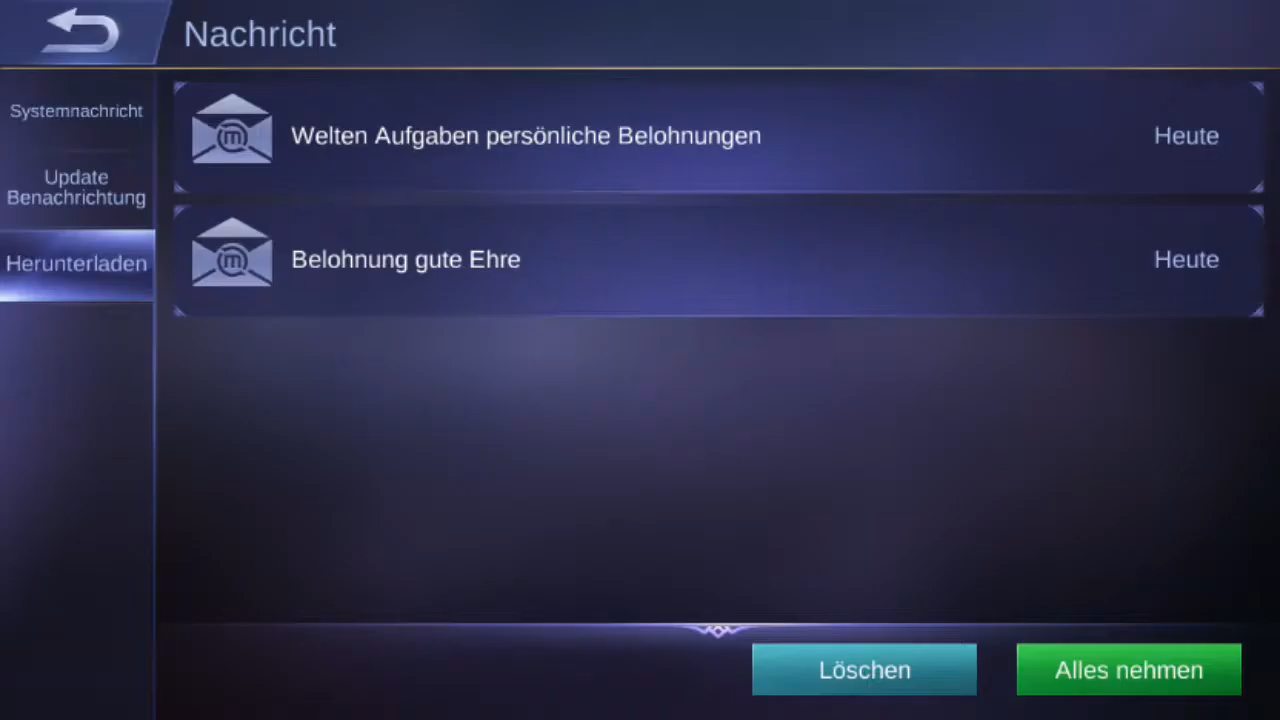 Nachricht
Systemnachricht
Update
Benachrichtung
Herunterladen
Welten Aufgaben persönliche Belohnungen
Heute
Belohnung gute Ehre
Heute
Löschen
Alles nehmen